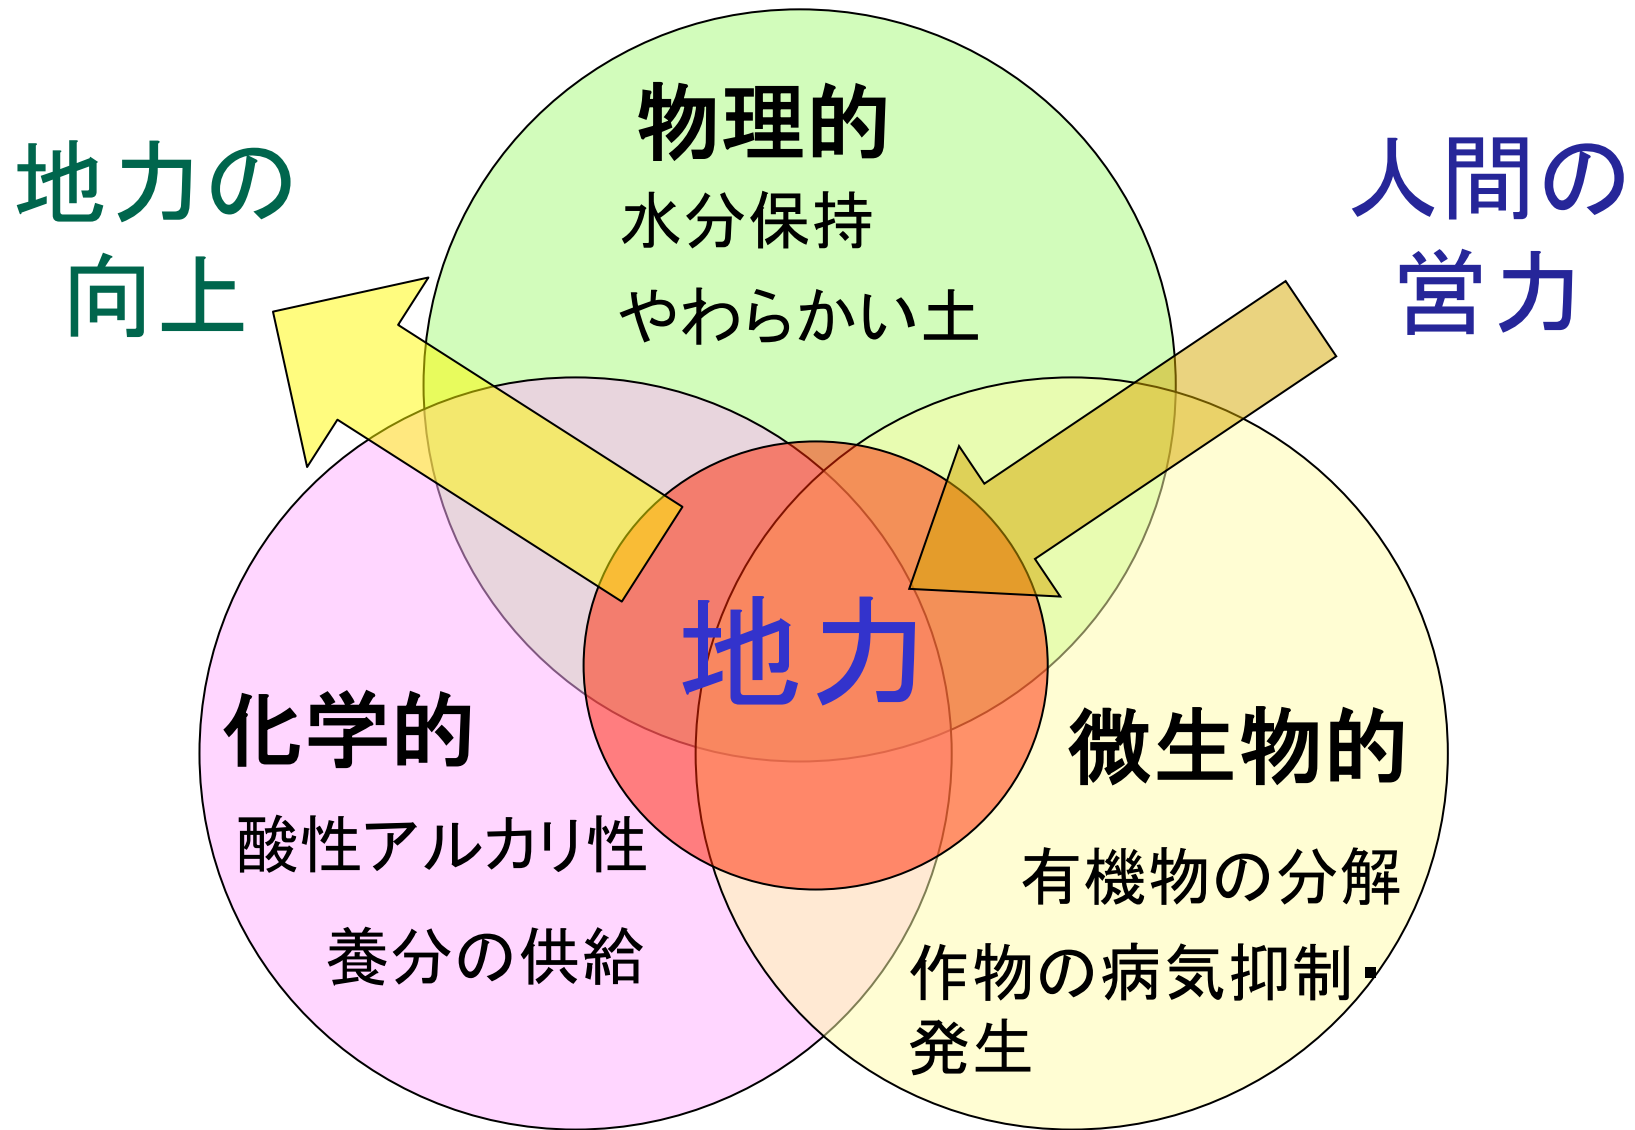 物理的
水分保持
やわらかい土
地力の
向上
人間の
営力
地力
化学的
酸性アルカリ性
養分の供給
微生物的
有機物の分解
作物の病気抑制・
発生